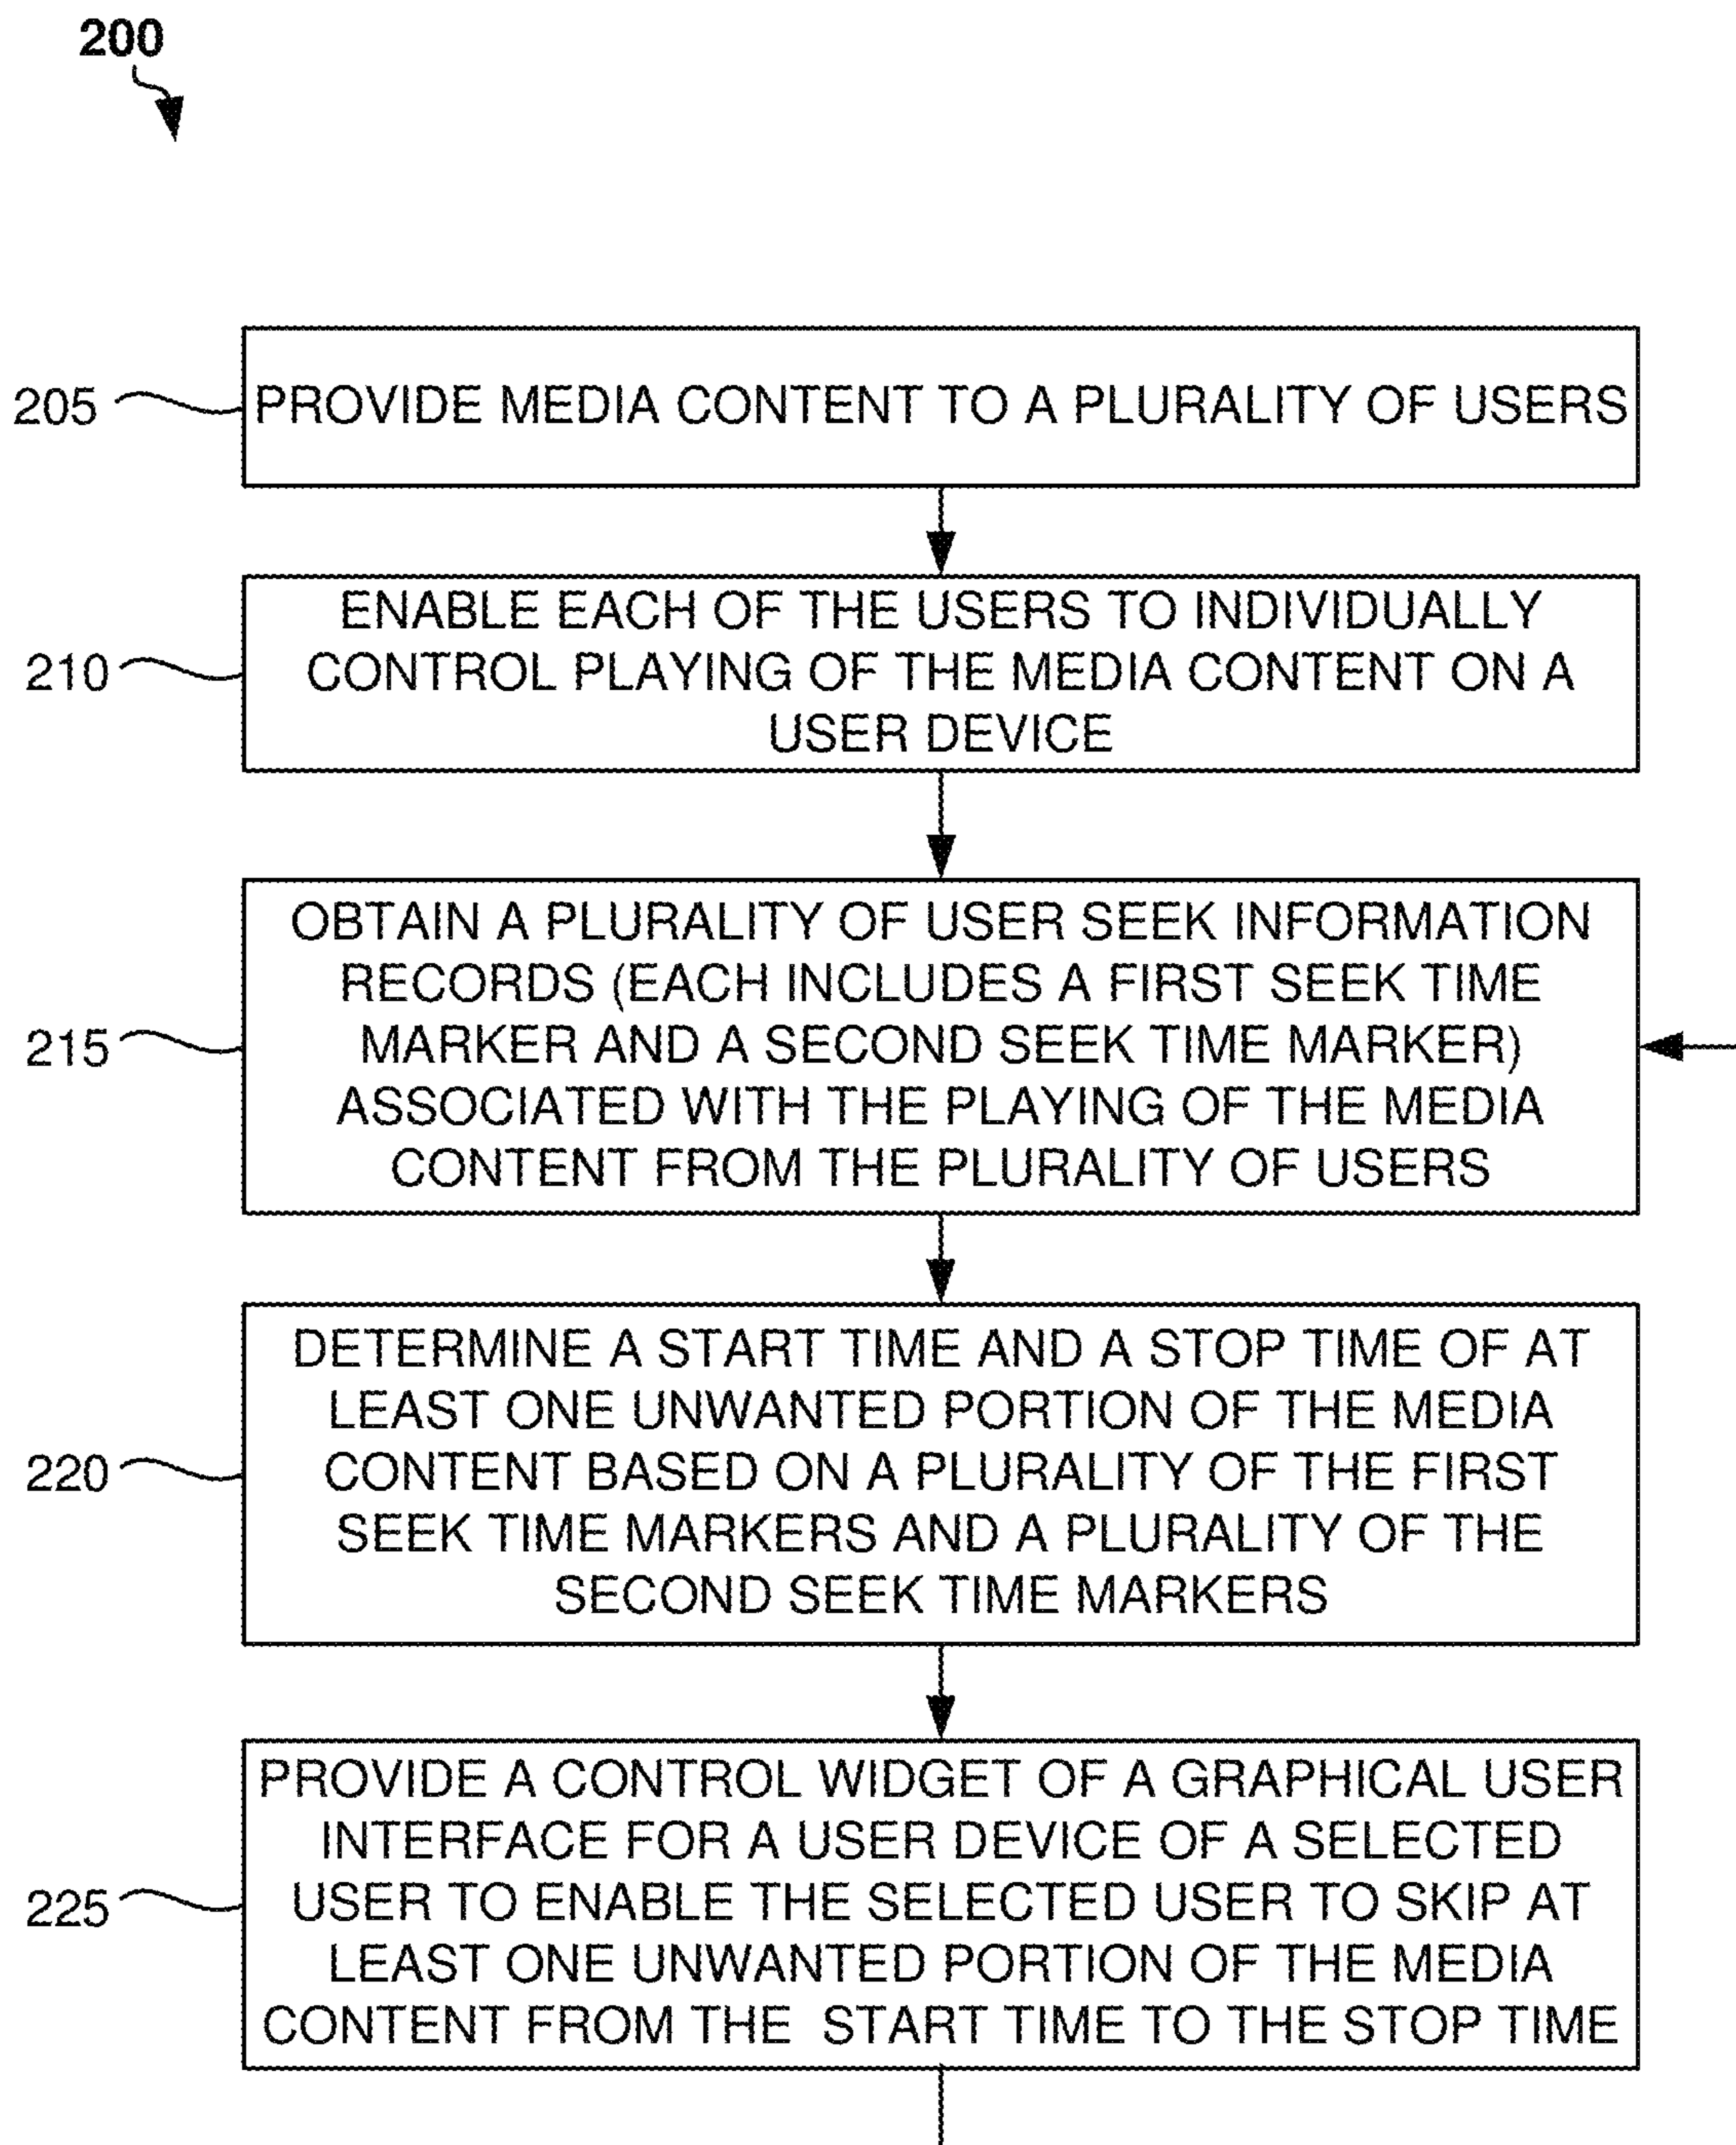 200
205
PROVIDE MEDIA CONTENT TO A PLURALITY OF USERS
210
ENABLE EACH OF THE USERS TO INDIVIDUALLY
CONTROL PLAYING OF THE MEDIA CONTENT ON A
USER DEVICE
215
OBTAIN A PLURALITY OF USER SEEK INFORMATION
RECORDS (EACH INCLUDES A FIRST SEEK TIME
MARKER AND A SECOND SEEK TIME MARKER)
ASSOCIATED WITH THE PLAYING OF THE MEDIA
CONTENT FROM THE PLURALITY OF USERS
220
DETERMINE A START TIME AND A STOP TIME OF AT
LEAST ONE UNWANTED PORTION OF THE MEDIA
CONTENT BASED ON A PLURALITY OF THE FIRST
SEEK TIME MARKERS AND A PLURALITY OF THE
SECOND SEEK TIME MARKERS
225
PROVIDE A CONTROL WIDGET OF A GRAPHICAL USER
INTERFACE FOR A USER DEVICE OF A SELECTED
USER TO ENABLE THE SELECTED USER TO SKIP AT
LEAST ONE UNWANTED PORTION OF THE MEDIA
CONTENT FROM THE START TIME TO THE STOP TIME